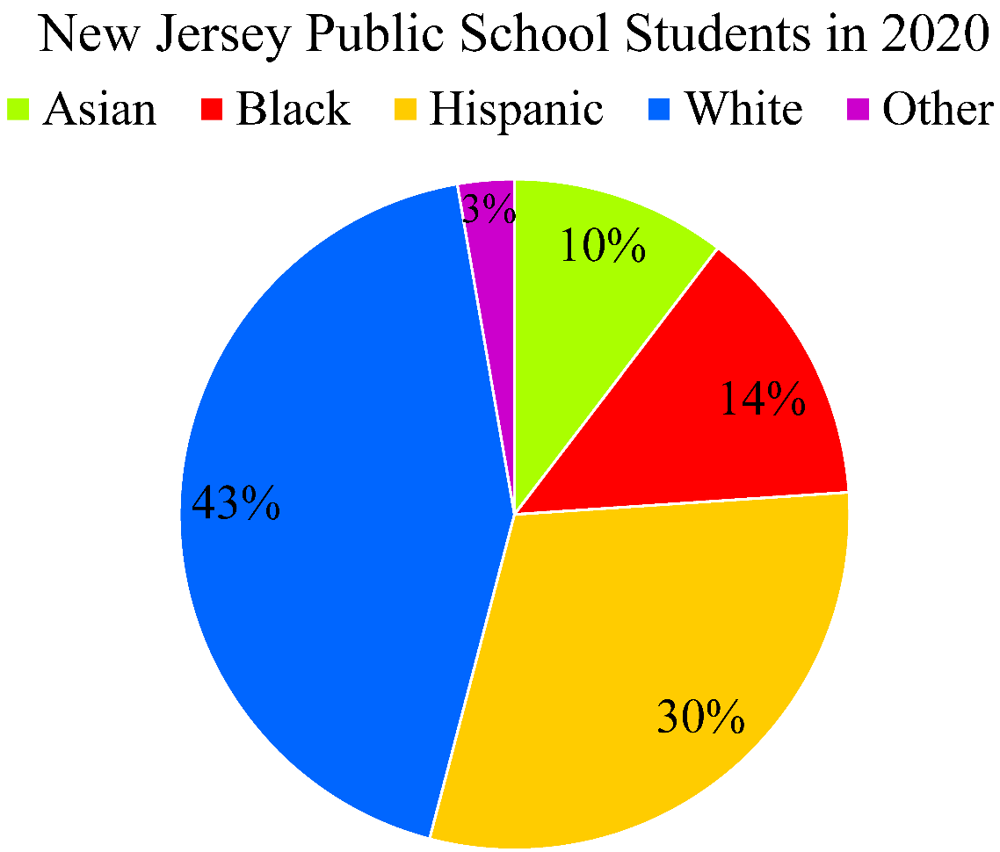 New Jersey Public School Students in 2020
Asian Black Hispanic White Other
3%
10%
14%
43%
30%